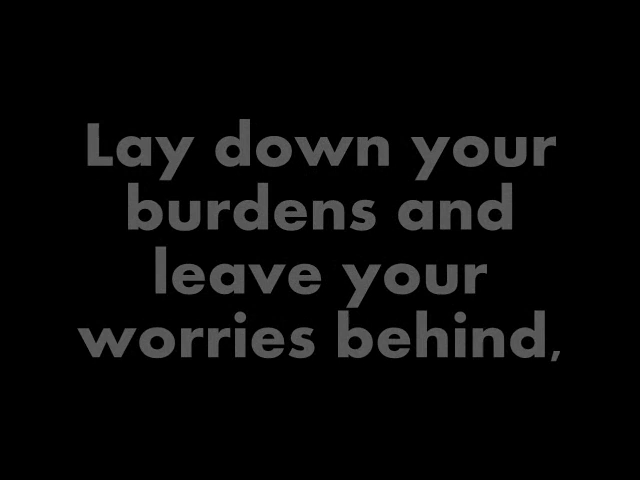 Lay down your
burdens and
leave your
worries behind,